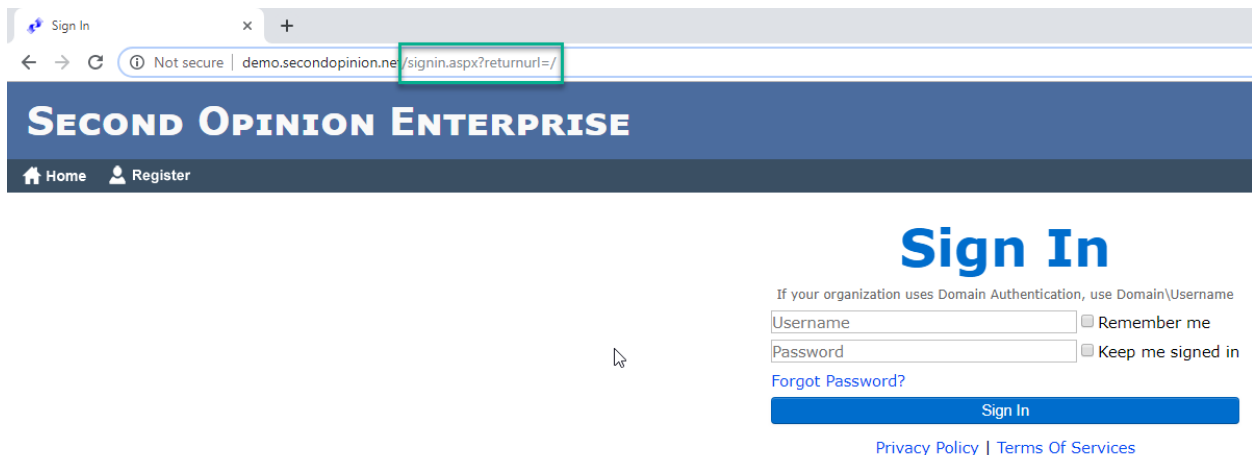 Sign In
Not secure | demo.secondopinion.net/signin.aspx?returnurl=/
Second Opinion Enterprise
Home Register
Sign In
If your organization uses Domain Authentication, use Domain\Username
Username Remember me
Password Keep me signed in
Forgot Password?
Sign In
Privacy Policy | Terms Of Services